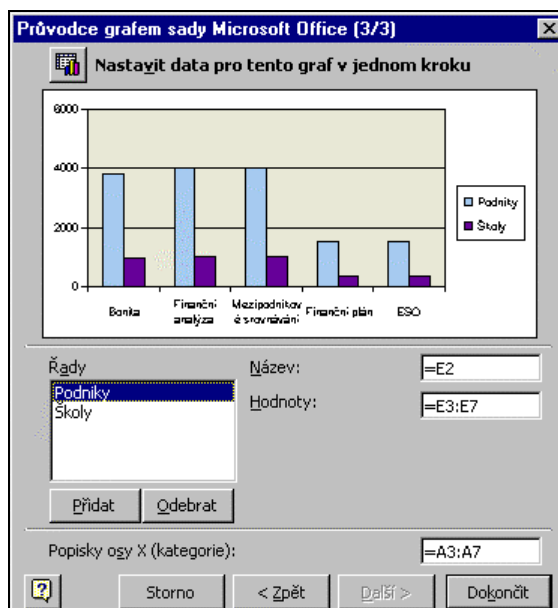 Průvodce grafem sady Microsoft Office (3/3)
Nastavit data pro tento graf v jednom kroku
6000
4000
2000
0
Podniky
Školy
Banka
Finanční
analýza
Mezipodnikov
é srovnávání
Finanční plán
ESO
Řady
Podniky
Školy
Název:
=E2
Hodnoty:
=E3:E7
Přidat
Odebrat
Popisky osy X (kategorie):
=A3:A7
?
Storno
< Zpět
Další >
Dokončit